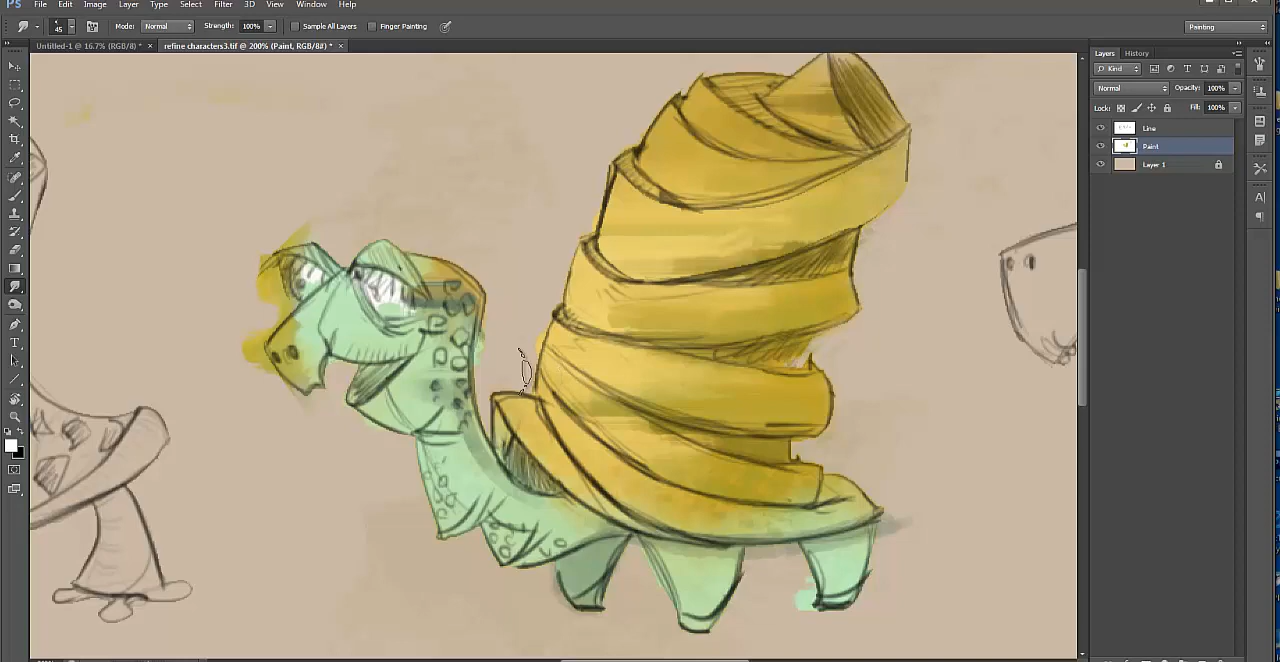 Ps File Edit Image Layer Type Select Filter 3D View Window Help
45 Mode: Normal Strength: 100% Sample All Layers Finger Painting Painting
Untitled-1 @ 16.7% (RGB/8) * × refine characters3.tif @ 200% (Paint, RGB/8#) * ×
Layers History
Kind
Normal Opacity: 100%
Lock: Fill: 100%
Line
Paint
Layer 1